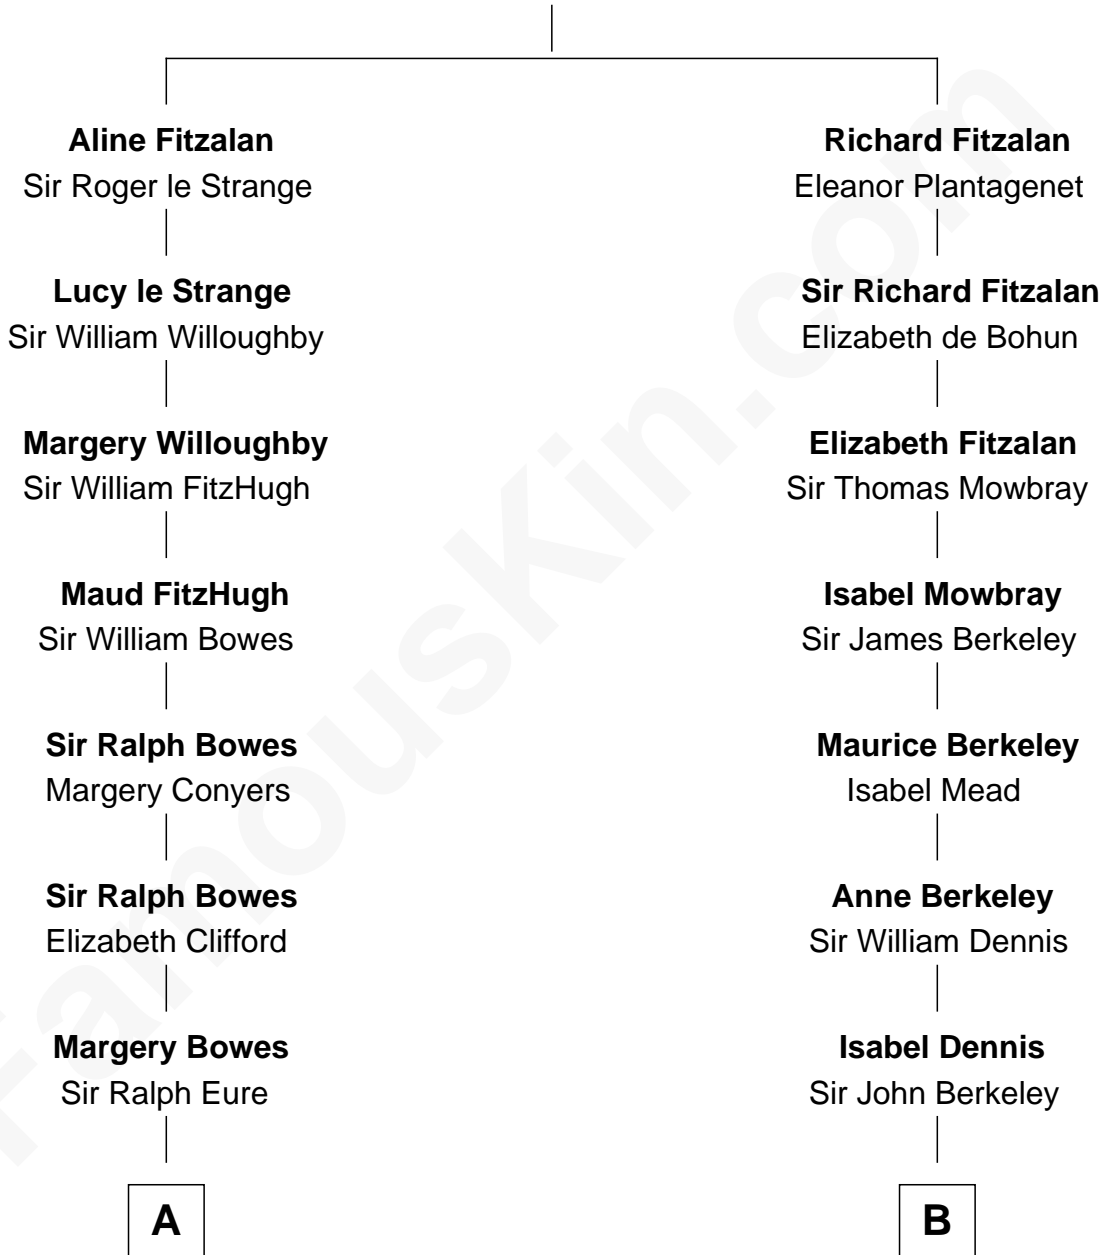 Aline Fitzalan
Sir Roger le Strange
Lucy le Strange
Sir William Willoughby
Margery Willoughby
Sir William FitzHugh
Maud FitzHugh
Sir William Bowes
Sir Ralph Bowes
Margery Conyers
Sir Ralph Bowes
Elizabeth Clifford
Margery Bowes
Sir Ralph Eure
A
Richard Fitzalan
Eleanor Plantagenet
Sir Richard Fitzalan
Elizabeth de Bohun
Elizabeth Fitzalan
Sir Thomas Mowbray
Isabel Mowbray
Sir James Berkeley
Maurice Berkeley
Isabel Mead
Anne Berkeley
Sir William Dennis
Isabel Dennis
Sir John Berkeley
B
FamousKin.com